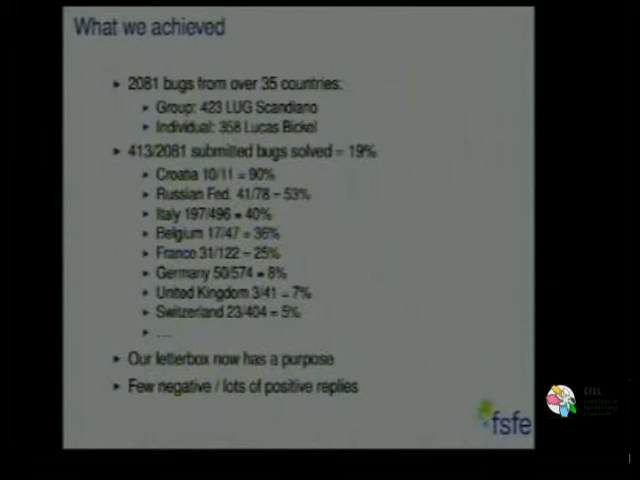 What we achieved
‣ 2081 bugs from over 35 countries:
‣ Group: 423 LUG Scandiano
‣ Individual: 358 Lucas Bickel
‣ 413/2081 submitted bugs solved = 19%
‣ Croatia 10/11 = 90%
‣ Russian Fed. 41/78 = 53%
‣ Italy 197/496 = 40%
‣ Belgium 17/47 = 36%
‣ France 31/122 = 25%
‣ Germany 50/574 = 8%
‣ United Kingdom 3/41 = 7%
‣ Switzerland 23/404 = 5%
‣ ....
‣ Our letterbox now has a purpose
‣ Few negative / lots of positive replies
fsfe